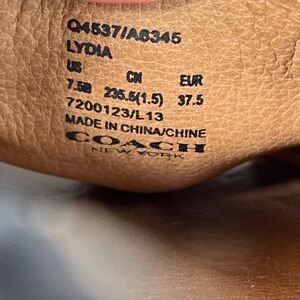 Q4537/A6345
LYDIA
US CN EUR
7.5B 235.5(1.5) 37.5
7200123/L13
MADE IN CHINA/CHINE
COACH
NEW YORK